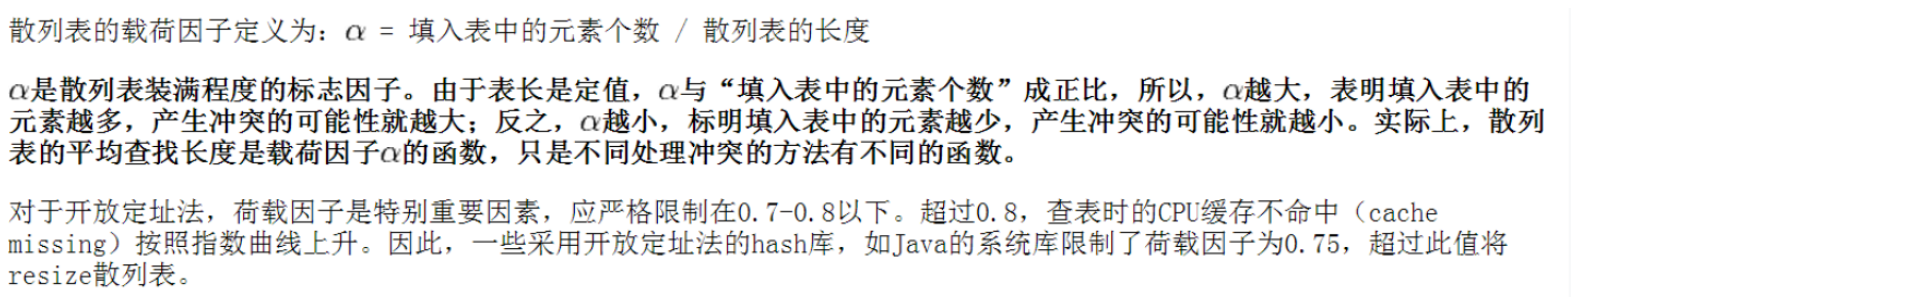 散列表的载荷因子定义为：α = 填入表中的元素个数 / 散列表的长度
α是散列表装满程度的标志因子。由于表长是定值，α与“填入表中的元素个数”成正比，所以，α越大，表明填入表中的
元素越多，产生冲突的可能性就越大；反之，α越小，标明填入表中的元素越少，产生冲突的可能性就越小。实际上，散列
表的平均查找长度是载荷因子α的函数，只是不同处理冲突的方法有不同的函数。
对于开放定址法，荷载因子是特别重要因素，应严格限制在0.7-0.8以下。超过0.8，查表时的CPU缓存不命中（cache
missing）按照指数曲线上升。因此，一些采用开放定址法的hash库，如Java的系统库限制了荷载因子为0.75，超过此值将
resize散列表。